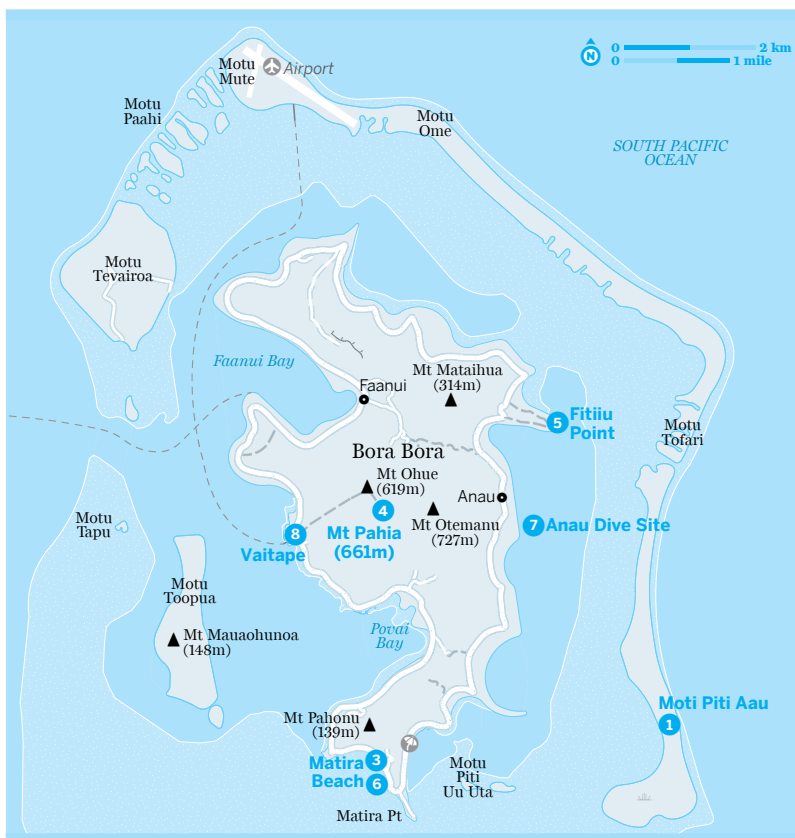 Motu
Mute
Airport
0
2 km
N
0
1 mile
Motu
Paahi
Motu
Ome
SOUTH PACIFIC
OCEAN
Motu
Tevairoa
Faanui Bay
Mt Mataihua
(314m)
Faanui
5
Fitiiu
Point
Motu
Tofari
Bora Bora
Mt Ohue
(619m)
Anau
4
Mt Pahia
(661m)
Mt Otemanu
(727m)
7
Anau Dive Site
Motu
Tapu
8
Vaitape
Motu
Toopua
Mt Mauaohunoa
(148m)
Povai
Bay
Moti Piti Aau
1
Mt Pahonu
(139m)
3
Matira
Beach
6
Motu
Piti
Uu Uta
Matira Pt